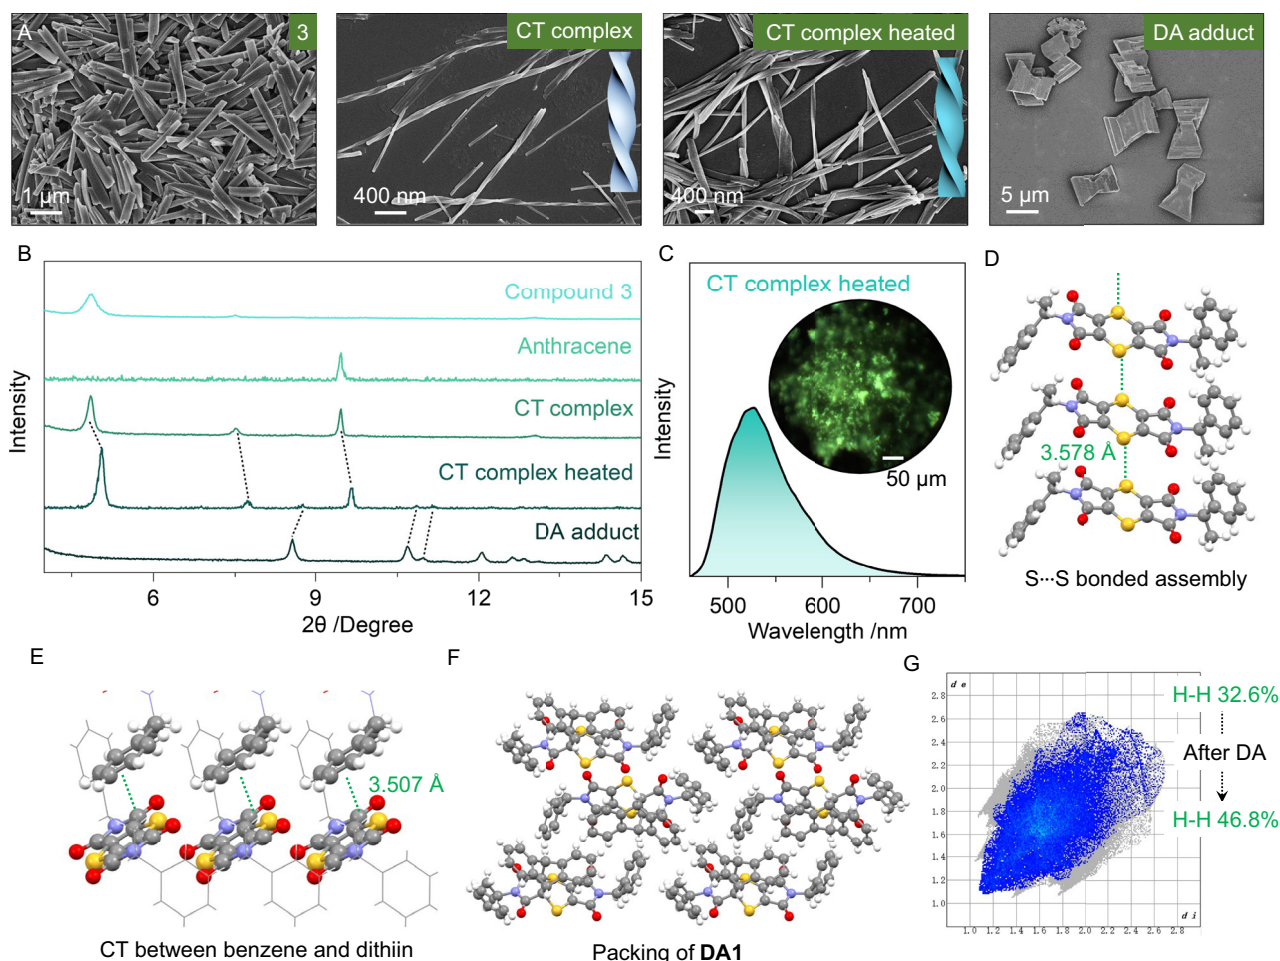 A
3
CT complex
CT complex heated
DA adduct
1 μm
400 nm
400 nm
5 μm
B
Compound 3
Anthracene
CT complex
CT complex heated
DA adduct
Intensity
6
9
12
15
2θ /Degree
C
CT complex heated
50 μm
Intensity
500
600
700
Wavelength /nm
D
3.578 Å
S···S bonded assembly
E
3.507 Å
CT between benzene and dithiin
F
Packing of DA1
G
d e
2.8
2.6
2.4
2.2
2.0
1.8
1.6
1.4
1.2
1.0
1.0 1.2 1.4 1.6 1.8 2.0 2.2 2.4 2.6 2.8
d i
H-H 32.6%
After DA
H-H 46.8%